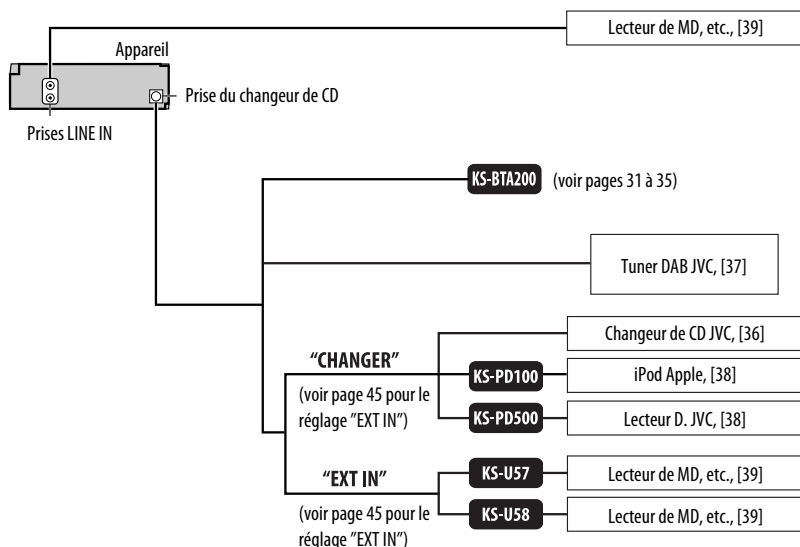 Lecteur de MD, etc., [39]
Appareil
Prise du changeur de CD
Prises LINE IN
KS-BTA200 (voir pages 31 à 35)
Tuner DAB JVC, [37]
Changeur de CD JVC, [36]
"CHANGER"
(voir page 45 pour le
réglage "EXT IN")
KS-PD100 iPod Apple, [38]
KS-PD500 Lecteur D. JVC, [38]
KS-U57 Lecteur de MD, etc., [39]
"EXT IN"
(voir page 45 pour le
réglage "EXT IN")
KS-U58 Lecteur de MD, etc., [39]